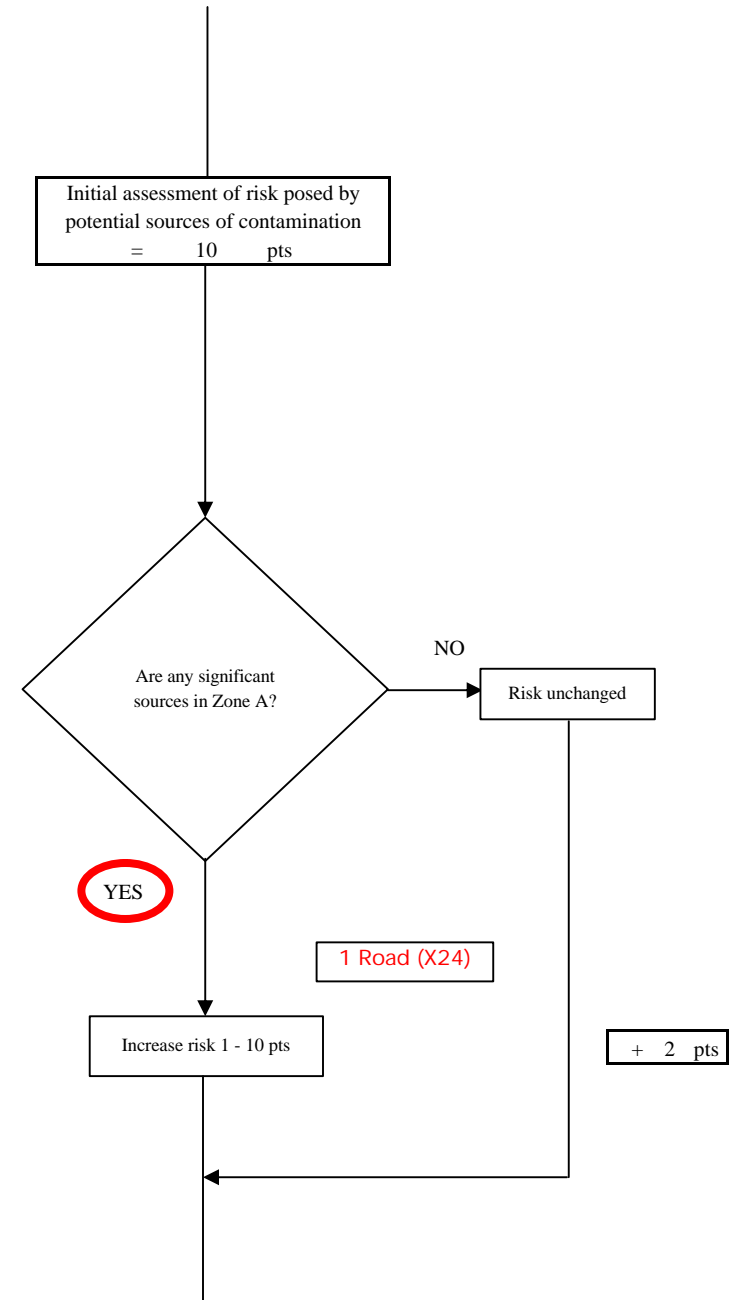 Initial assessment of risk posed by
potential sources of contamination
= 10 pts
Are any significant
sources in Zone A?
NO
Risk unchanged
YES
1 Road (X24)
Increase risk 1 - 10 pts
+ 2 pts